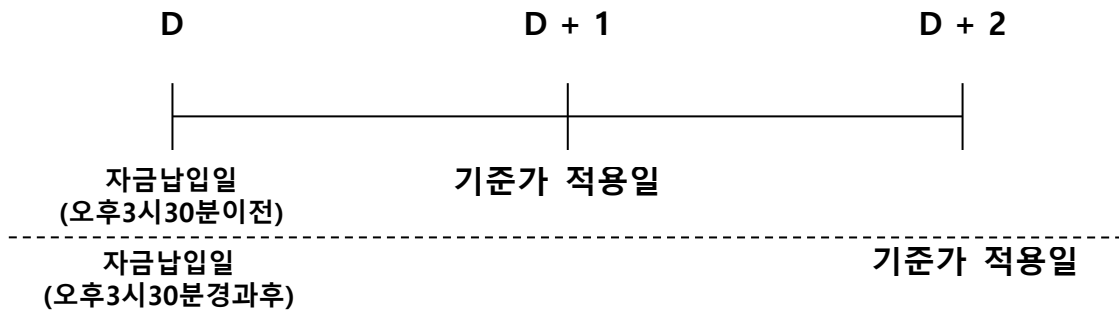 D D + 1 D + 2
자금납입일 기준가 적용일
(오후3시30분이전)
자금납입일 기준가 적용일
(오후3시30분경과후)